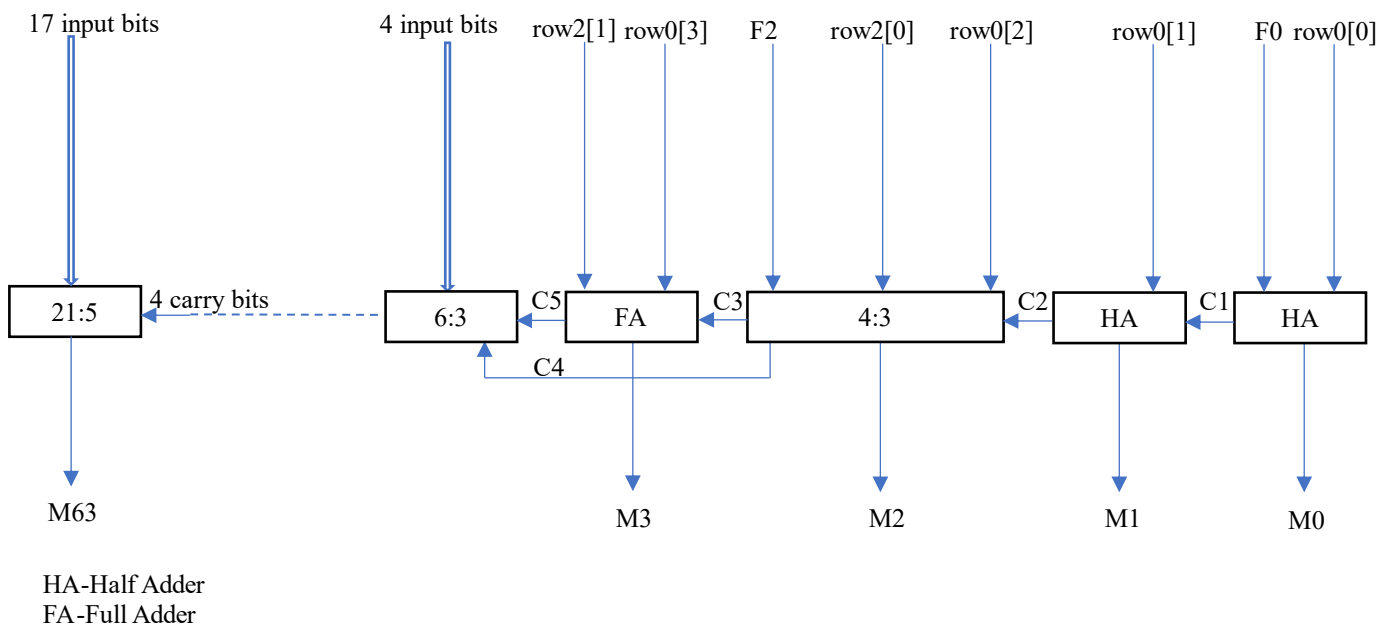 17 input bits
4 input bits
row2[1] row0[3]
F2
row2[0]
row0[2]
row0[1]
F0 row0[0]
21:5
4 carry bits
6:3
C5
FA
C3
4:3
C2
HA
C1
HA
C4
M63
M3
M2
M1
M0
HA-Half Adder
FA-Full Adder